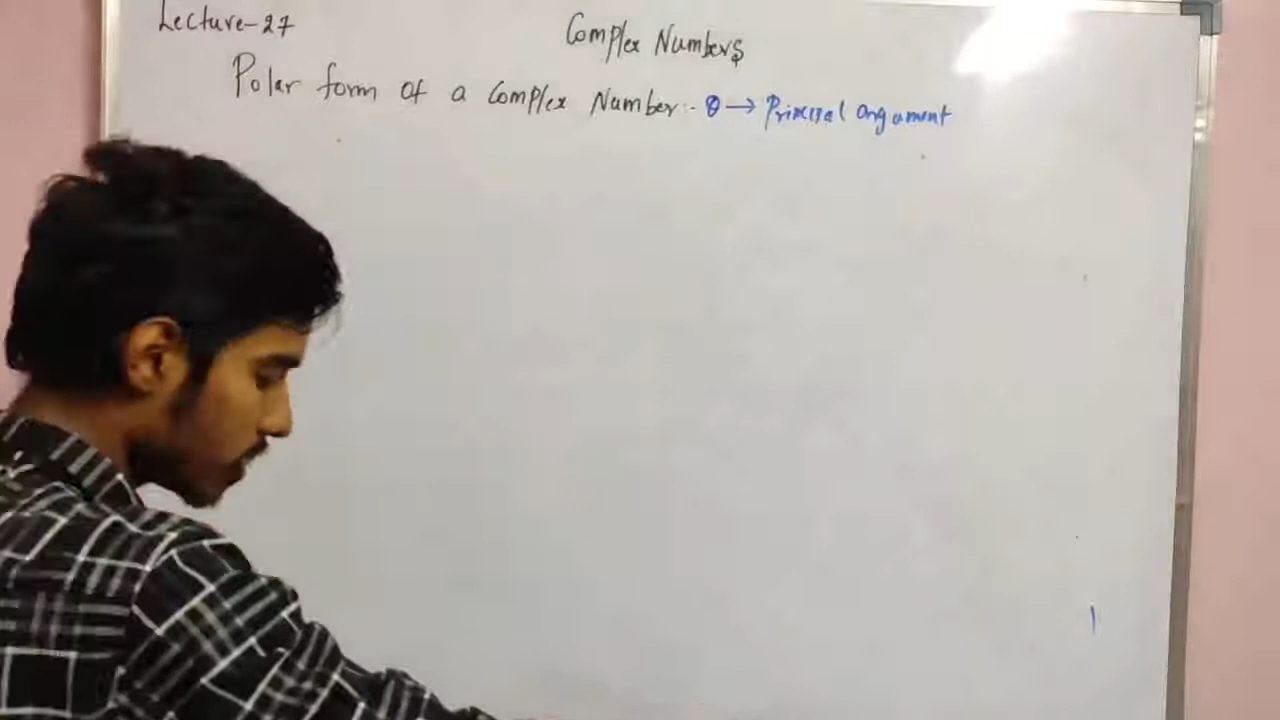 Lecture-27
Complex Numbers
Polar form of a Complex Number:- θ → Principal argument